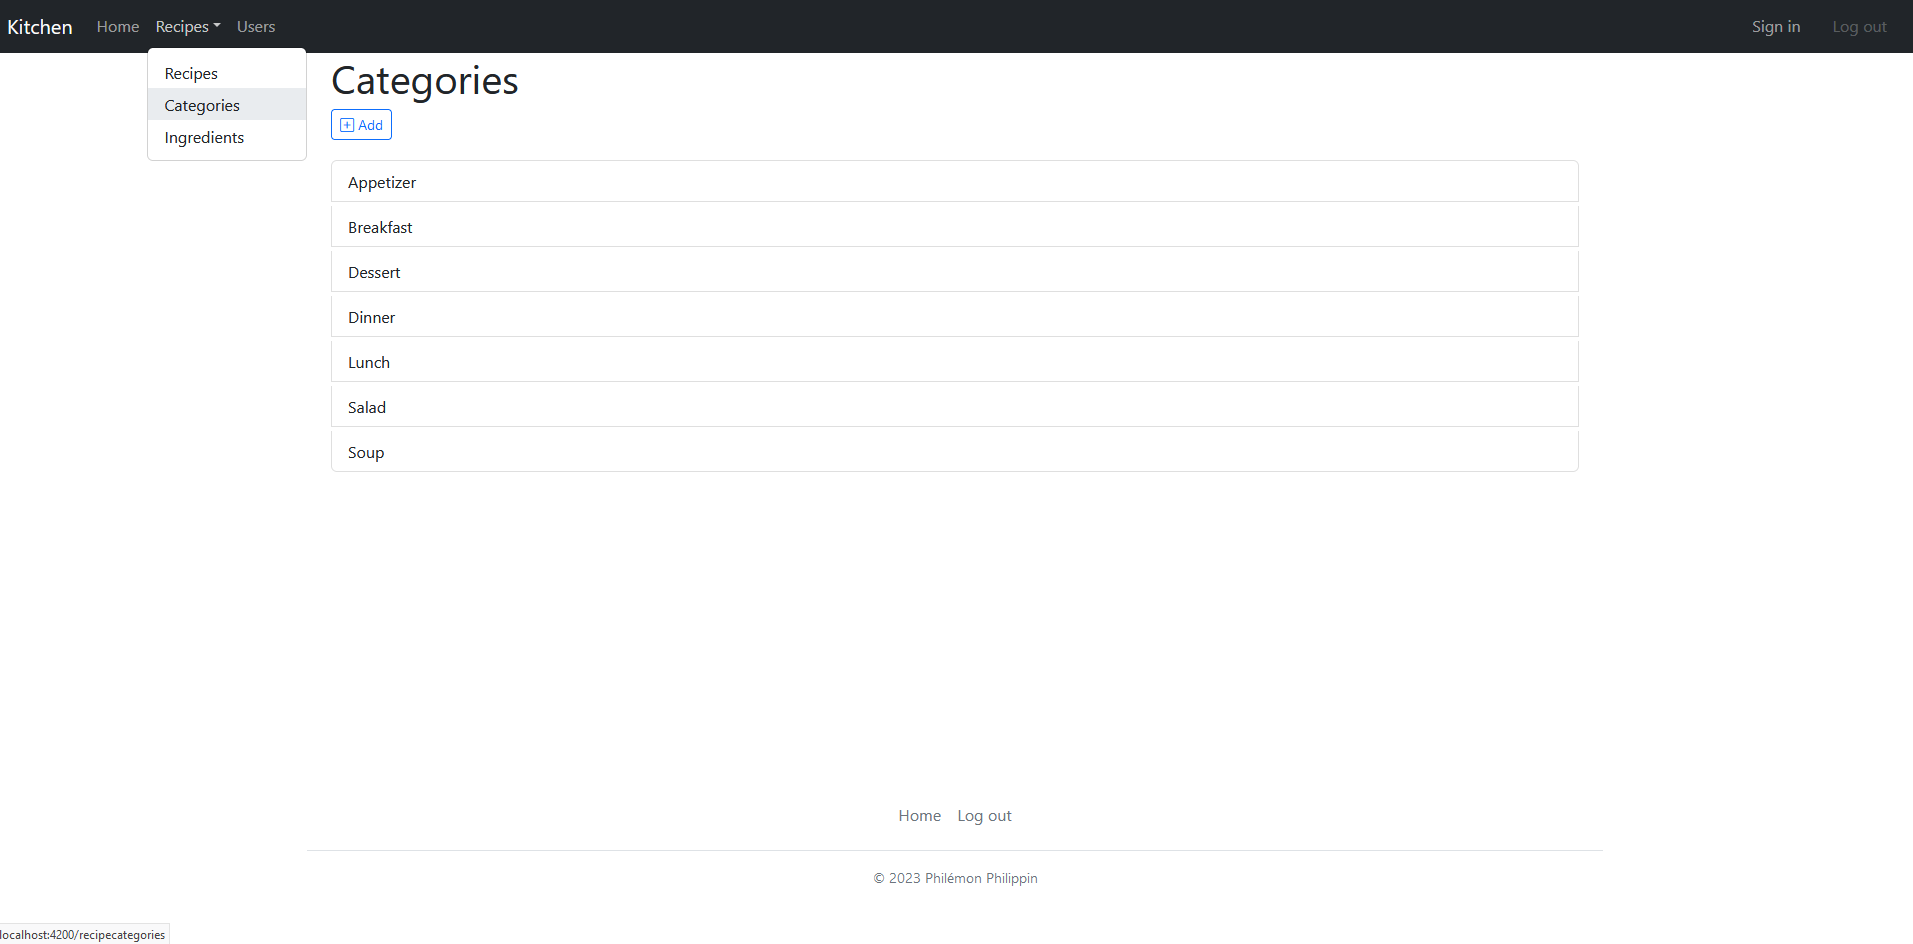 Kitchen Home Recipes Users Sign in Log out
Recipes
Categories
Ingredients
Categories
Add
Appetizer
Breakfast
Dessert
Dinner
Lunch
Salad
Soup
Home Log out
© 2023 Philémon Philippin
localhost:4200/recipecategories